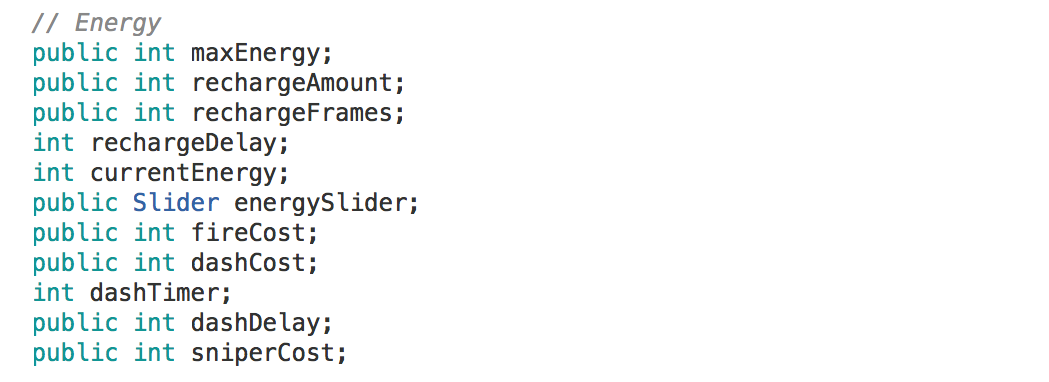 // Energy
public int maxEnergy;
public int rechargeAmount;
public int rechargeFrames;
int rechargeDelay;
int currentEnergy;
public Slider energySlider;
public int fireCost;
public int dashCost;
int dashTimer;
public int dashDelay;
public int sniperCost;